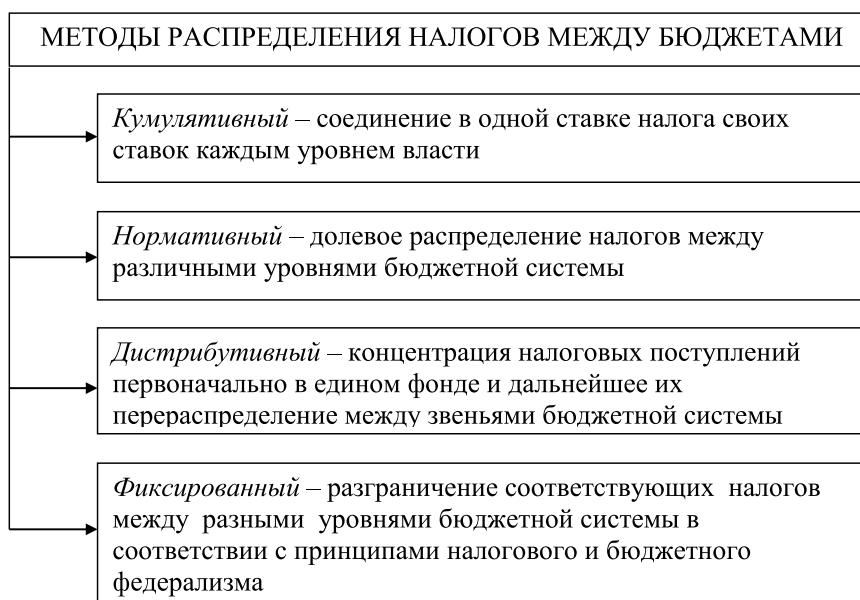 МЕТОДЫ РАСПРЕДЕЛЕНИЯ НАЛОГОВ МЕЖДУ БЮДЖЕТАМИ
Кумулятивный – соединение в одной ставке налога своих
ставок каждым уровнем власти
Нормативный – долевое распределение налогов между
различными уровнями бюджетной системы
Дистрибутивный – концентрация налоговых поступлений
первоначально в едином фонде и дальнейшее их
перераспределение между звеньями бюджетной системы
Фиксированный – разграничение соответствующих налогов
между разными уровнями бюджетной системы в
соответствии с принципами налогового и бюджетного
федерализма